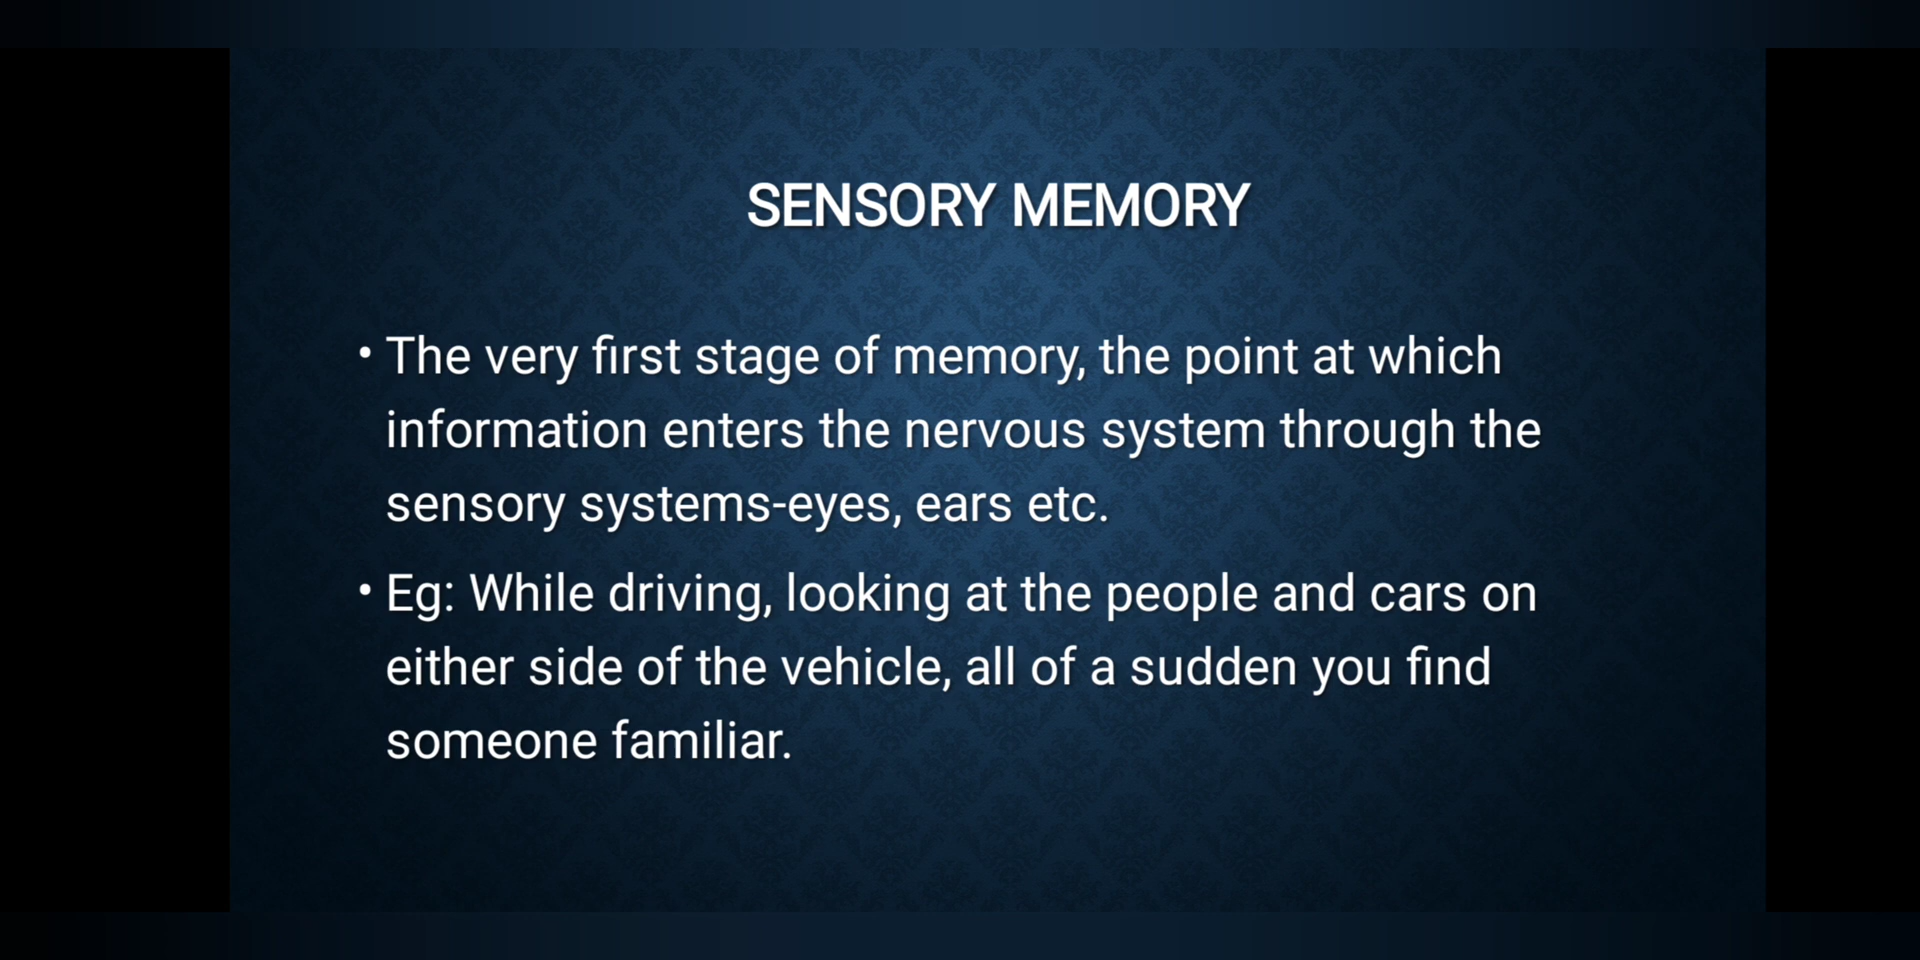 SENSORY MEMORY
• The very first stage of memory, the point at which
information enters the nervous system through the
sensory systems-eyes, ears etc.
• Eg: While driving, looking at the people and cars on
either side of the vehicle, all of a sudden you find
someone familiar.